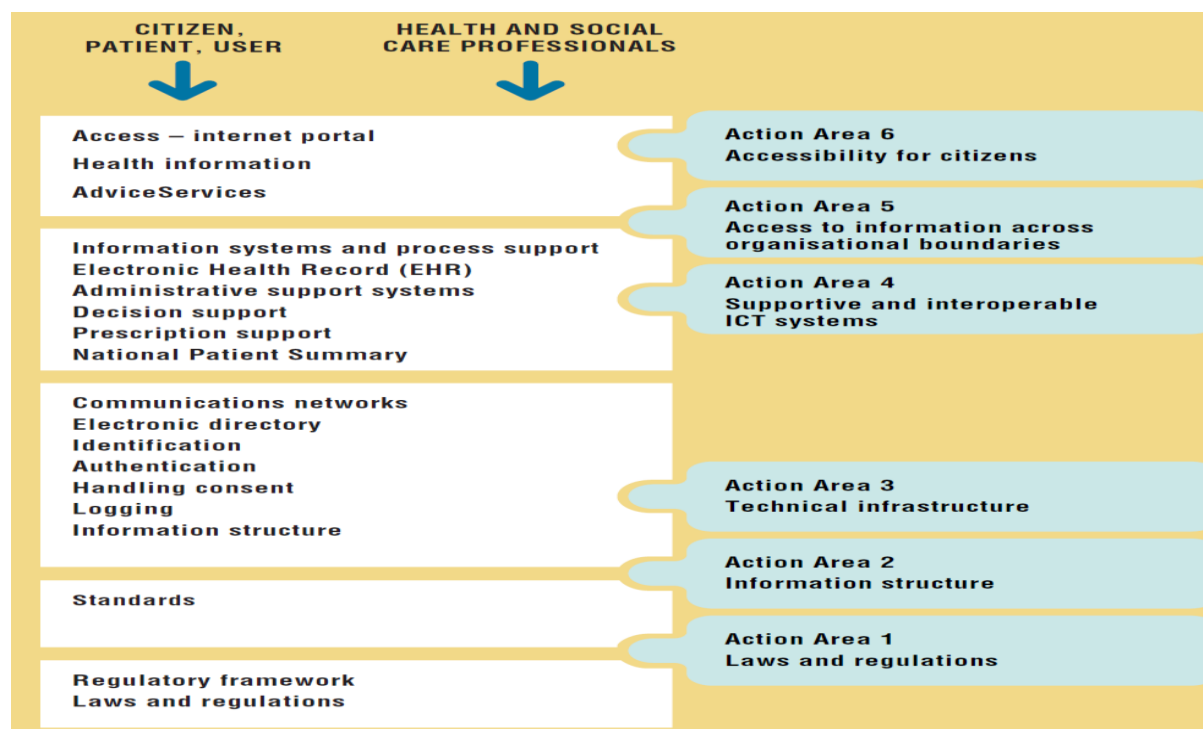 CITIZEN,
PATIENT, USER
HEALTH AND SOCIAL
CARE PROFESSIONALS
Access – internet portal
Health information
AdviceServices
Information systems and process support
Electronic Health Record (EHR)
Administrative support systems
Decision support
Prescription support
National Patient Summary
Communications networks
Electronic directory
Identification
Authentication
Handling consent
Logging
Information structure
Standards
Regulatory framework
Laws and regulations
Action Area 6
Accessibility for citizens
Action Area 5
Access to information across
organisational boundaries
Action Area 4
Supportive and interoperable
ICT systems
Action Area 3
Technical infrastructure
Action Area 2
Information structure
Action Area 1
Laws and regulations